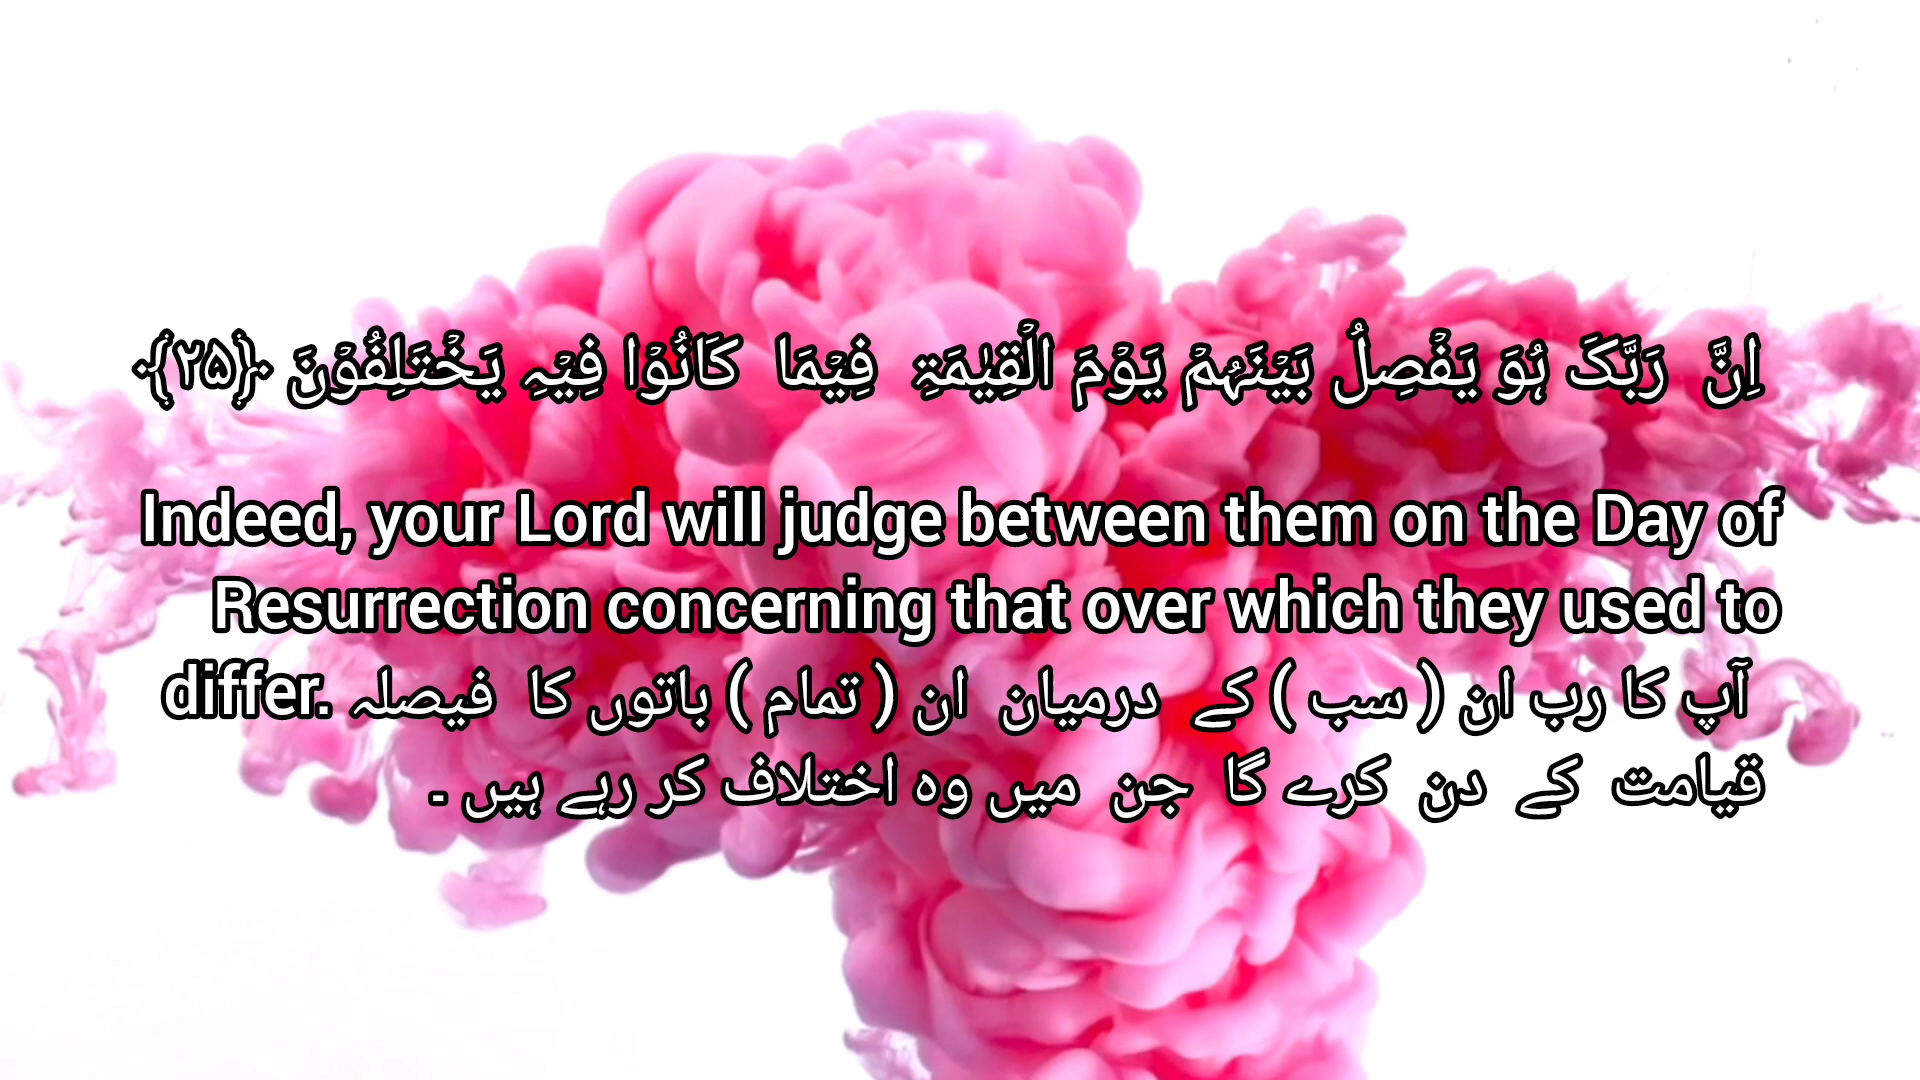 اِنَّ رَبَّکَ ہُوَ یَفۡصِلُ بَیۡنَہُمۡ یَوۡمَ الۡقِیٰمَۃِ فِیۡمَا کَانُوۡا فِیۡہِ یَخۡتَلِفُوۡنَ ﴿۲۵﴾
Indeed, your Lord will judge between them on the Day of
Resurrection concerning that over which they used to
differ. آپ کا رب ان ( سب ) کے درمیان ان ( تمام ) باتوں کا فیصلہ
قیامت کے دن کرے گا جن میں وہ اختلاف کر رہے ہیں ۔